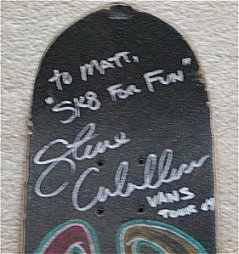 TO MATT,
"SK8 FOR FUN"
Steve
Caballero
VANS
TOUR